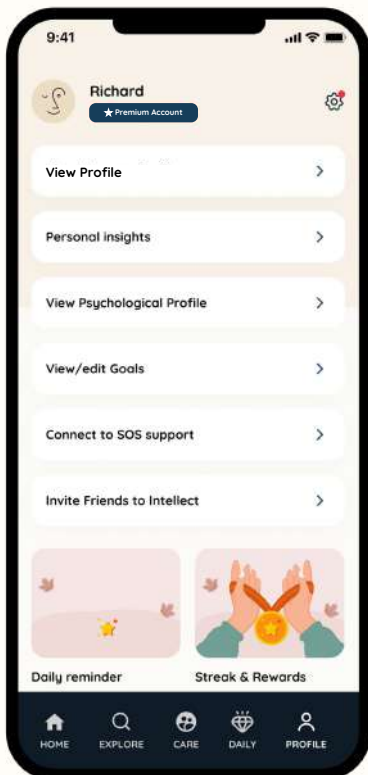 9:41
Richard
Premium Account
View Profile
Personal insights
View Psychological Profile
View/edit Goals
Connect to SOS support
Invite Friends to Intellect
Daily reminder Streak & Rewards
HOME EXPLORE CARE DAILY PROFILE